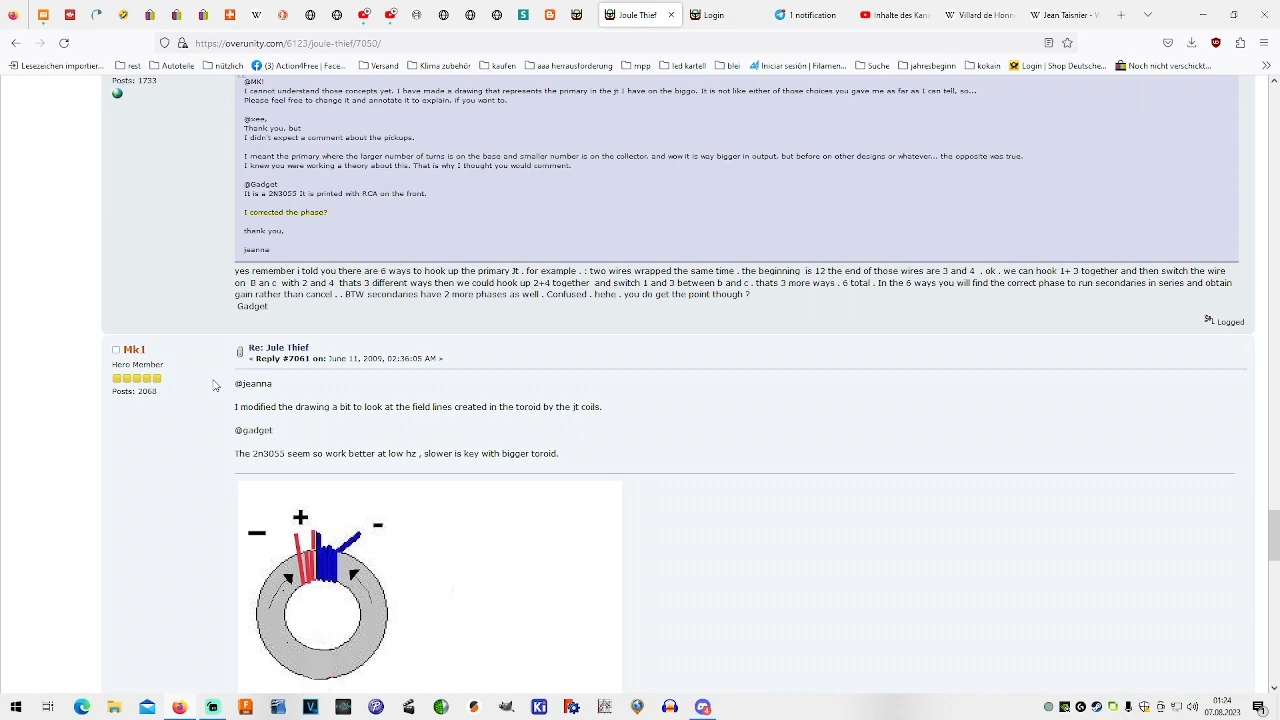 Joule Thief
Login
1 notification
Inhalte des Kan
Villard de Honn
Jean Taisnier - V
https://overunity.com/6123/joule-thief/7050/
Lesezeichen importier...
rest
Autoteile
nützlich
(3) Action4Free | Face...
Versand
Klima zubehör
kaufen
aaa herrausforderung
mpp
led kartell
blei
Iniciar sesión | Filamen...
Suche
jahresbeginn
kokain
Login | Shop Deutsche...
Noch nicht verschickt...
Posts: 1733
@MK!
I cannot understand those concepts yet. I have made a drawing that represents the primary in the jt I have on the biggo. It is not like either of those choices you gave me as far as I can tell, so...
Please feel free to change it and annotate it to explain, if you want to.
@xee,
Thank you, but
I didn't expect a comment about the pickups.
I meant the primary where the larger number of turns is on the base and smaller number is on the collector, and wow it is way bigger in output, but before on other designs or whatever... the opposite was true.
I knew you were working a theory about this. That is why I thought you would comment.
@Gadget
It is a 2N3055 It is printed with RCA on the front.
I corrected the phase?
thank you,
jeanna
yes remember i told you there are 6 ways to hook up the primary Jt . for example . : two wires wrapped the same time . the beginning is 12 the end of those wires are 3 and 4 . ok . we can hook 1+ 3 together and then switch the wire
on B an c with 2 and 4 thats 3 different ways then we could hook up 2+4 together and switch 1 and 3 between b and c . thats 3 more ways . 6 total . In the 6 ways you will find the correct phase to run secondaries in series and obtain
gain rather than cancel . . BTW secondaries have 2 more phases as well . Confused . hehe . you do get the point though ?
Gadget
Logged
Mk1
Hero Member
Posts: 2068
Re: Jule Thief
« Reply #7061 on: June 11, 2009, 02:36:05 AM »
@jeanna
I modified the drawing a bit to look at the field lines created in the toroid by the jt coils.
@gadget
The 2n3055 seem so work better at low hz , slower is key with bigger toroid.
− + -
01:24
07.09.2023